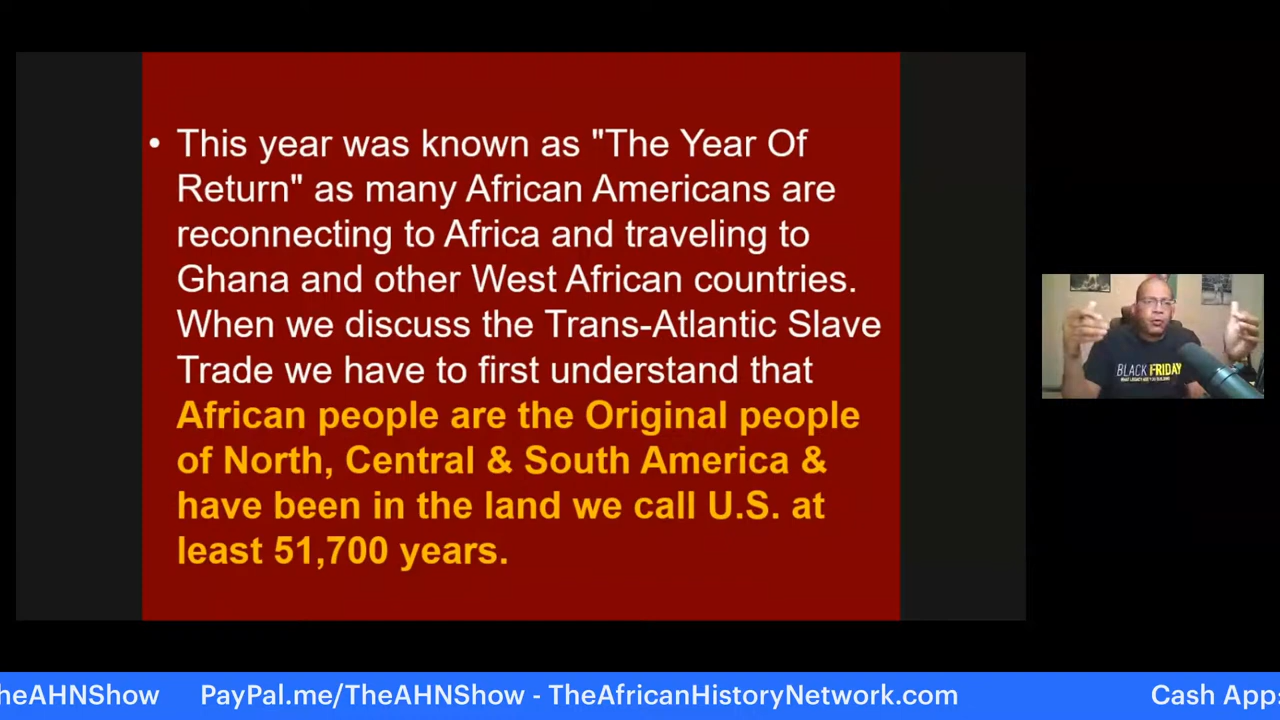 • This year was known as "The Year Of
Return" as many African Americans are
reconnecting to Africa and traveling to
Ghana and other West African countries.
When we discuss the Trans-Atlantic Slave
Trade we have to first understand that
African people are the Original people
of North, Central & South America &
have been in the land we call U.S. at
least 51,700 years.
BLACK FRIDAY
heAHNShow PayPal.me/TheAHNShow - TheAfricanHistoryNetwork.com Cash App